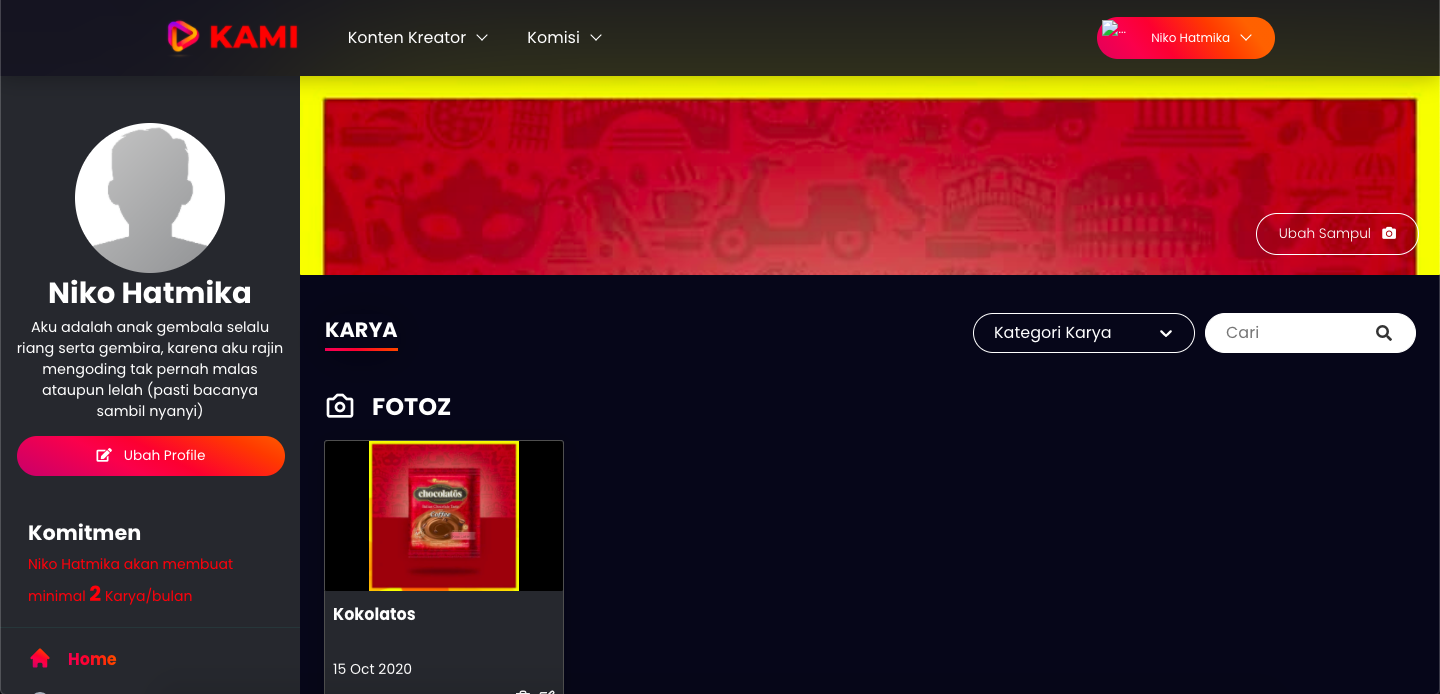 KAMI
Konten Kreator
Komisi
...
Niko Hatmika
Ubah Sampul
Niko Hatmika
Aku adalah anak gembala selalu
riang serta gembira, karena aku rajin
mengoding tak pernah malas
ataupun lelah (pasti bacanya
sambil nyanyi)
Ubah Profile
Komitmen
Niko Hatmika akan membuat
minimal 2 Karya/bulan
Home
KARYA
Kategori Karya
Cari
FOTOZ
chocolatos
Coffee
Kokolatos
15 Oct 2020